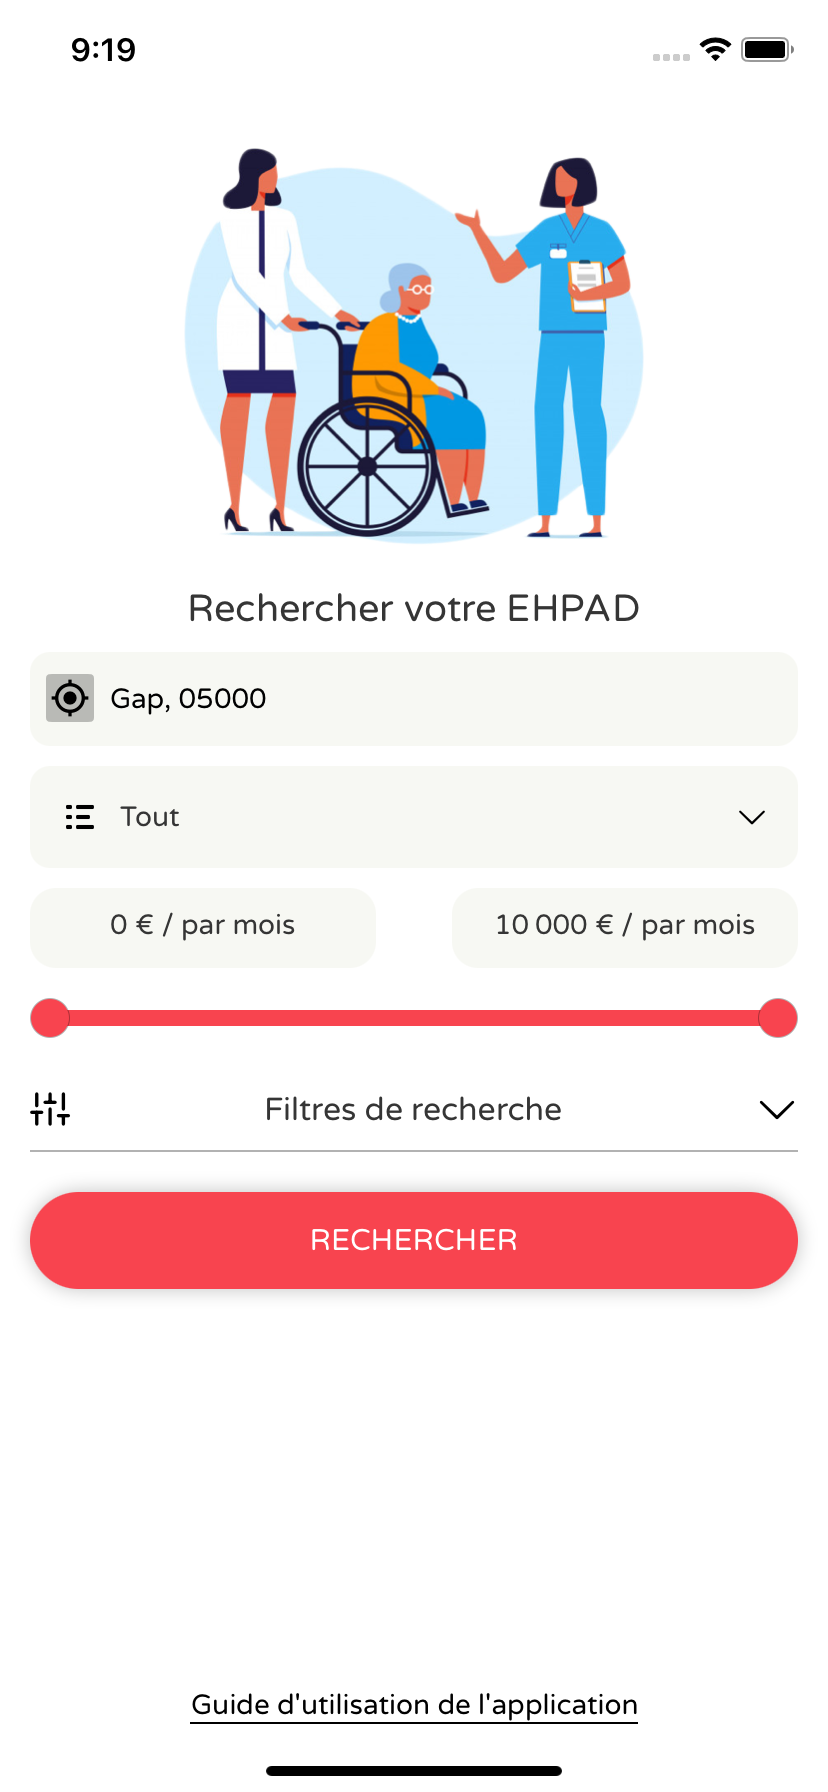 9:19
Rechercher votre EHPAD
Gap, 05000
Tout
0 € / par mois
10 000 € / par mois
Filtres de recherche
RECHERCHER
Guide d'utilisation de l'application